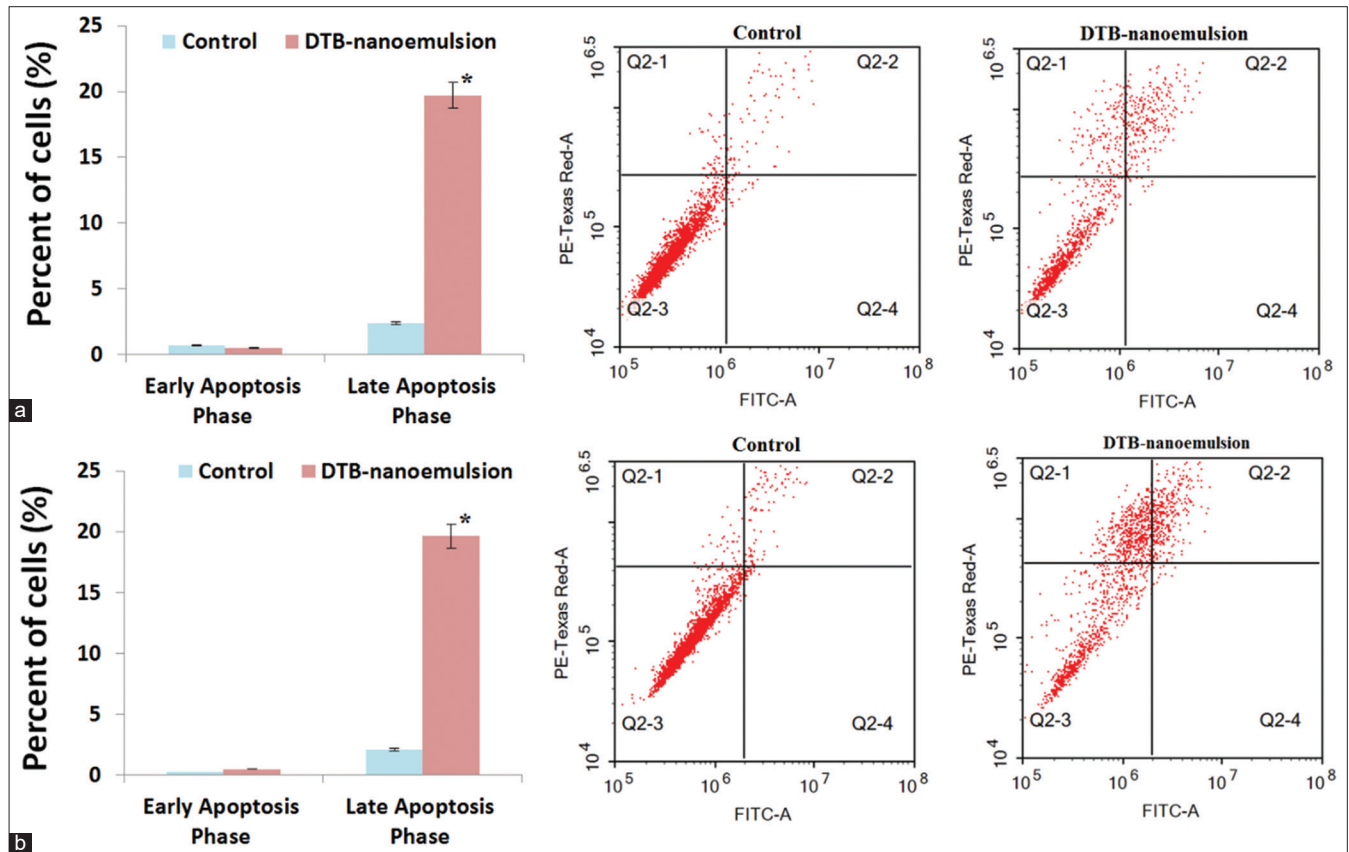 25
20
15
10
5
0
Percent of cells (%)
Control
DTB-nanoemulsion
*
Early Apoptosis
Phase
Late Apoptosis
Phase
a
Control
Q2-1
Q2-2
Q2-3
Q2-4
10 6.5
10 5
10 4
PE-Texas Red-A
10 5
10 6
10 7
10 8
FITC-A
DTB-nanoemulsion
Q2-1
Q2-2
Q2-3
Q2-4
10 6.5
10 5
10 4
PE-Texas Red-A
10 5
10 6
10 7
10 8
FITC-A
25
20
15
10
5
0
Percent of cells (%)
Control
DTB-nanoemulsion
*
Early Apoptosis
Phase
Late Apoptosis
Phase
b
Control
Q2-1
Q2-2
Q2-3
Q2-4
10 6.5
10 5
10 4
PE-Texas Red-A
10 5
10 6
10 7
10 8
FITC-A
DTB-nanoemulsion
Q2-1
Q2-2
Q2-3
Q2-4
10 6.5
10 5
10 4
PE-Texas Red-A
10 5
10 6
10 7
10 8
FITC-A